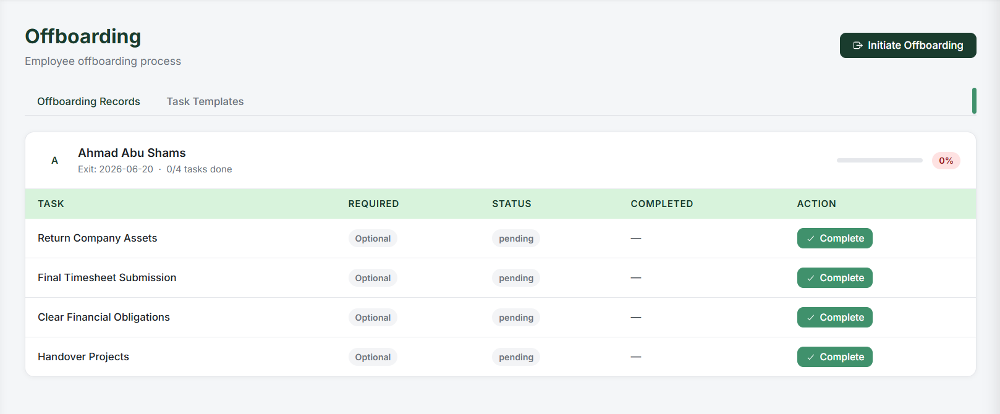 Offboarding
Employee offboarding process
Initiate Offboarding
Offboarding Records Task Templates
A
Ahmad Abu Shams
Exit: 2026-06-20 · 0/4 tasks done
0%
TASK REQUIRED STATUS COMPLETED ACTION
Return Company Assets Optional pending — Complete
Final Timesheet Submission Optional pending — Complete
Clear Financial Obligations Optional pending — Complete
Handover Projects Optional pending — Complete